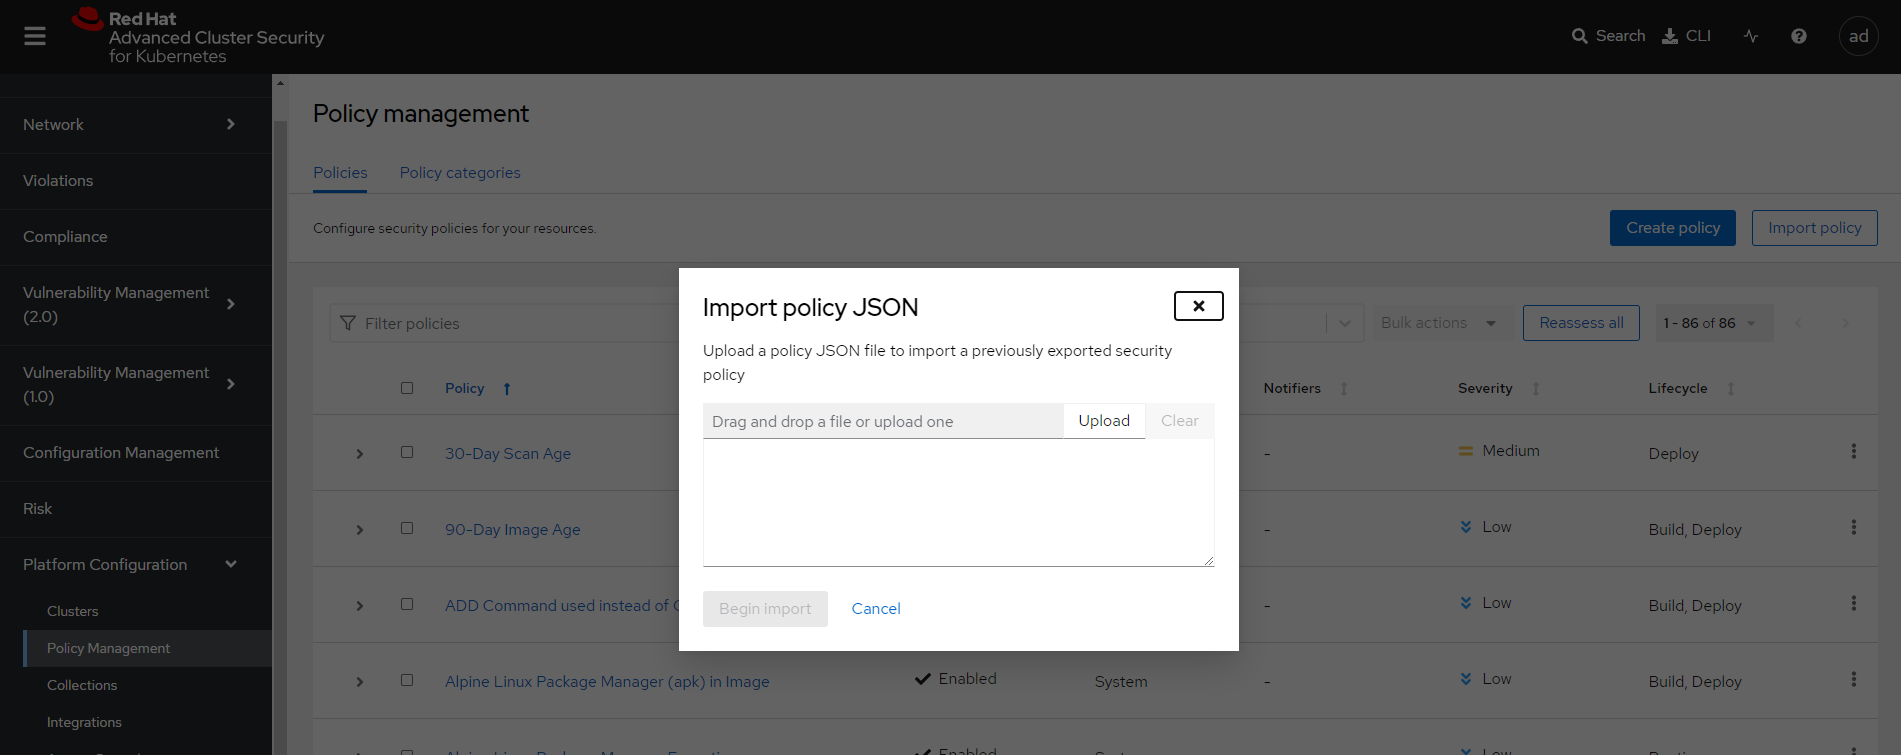 Red Hat
Advanced Cluster Security
for Kubernetes
Search
CLI
ad
Network
Violations
Compliance
Vulnerability Management
(2.0)
Vulnerability Management
(1.0)
Configuration Management
Risk
Platform Configuration
Clusters
Policy Management
Collections
Integrations
Policy management
Policies
Policy categories
Configure security policies for your resources.
Create policy
Import policy
Filter policies
Bulk actions
Reassess all
1 - 86 of 86
Policy
Notifiers
Severity
Lifecycle
30-Day Scan Age
-
Medium
Deploy
90-Day Image Age
-
Low
Build, Deploy
ADD Command used instead of
-
Low
Build, Deploy
Alpine Linux Package Manager (apk) in Image
Enabled
System
-
Low
Build, Deploy
Enabled
Low
Import policy JSON
Upload a policy JSON file to import a previously exported security
policy
Drag and drop a file or upload one
Upload
Clear
Begin import
Cancel